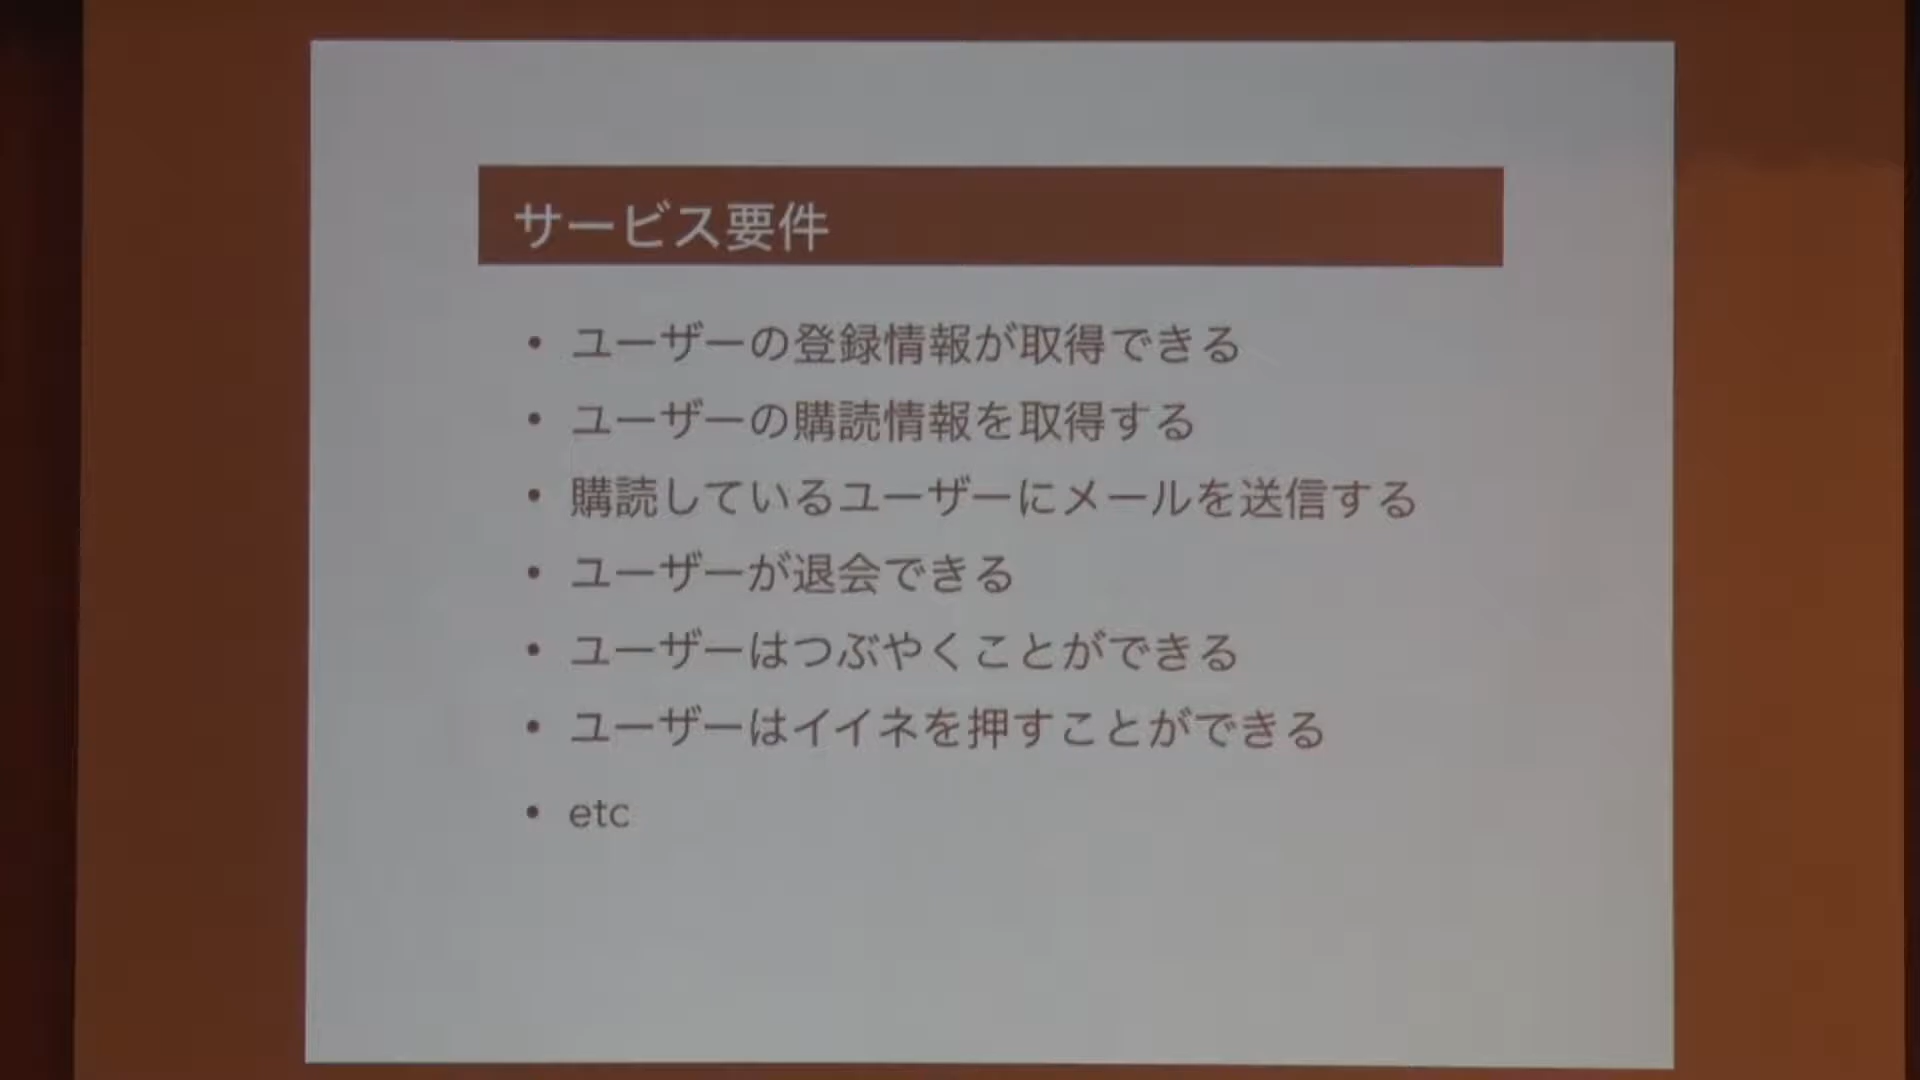 サービス要件
• ユーザーの登録情報が取得できる
• ユーザーの購読情報を取得する
• 購読しているユーザーにメールを送信する
• ユーザーが退会できる
• ユーザーはつぶやくことができる
• ユーザーはイイネを押すことができる
• etc